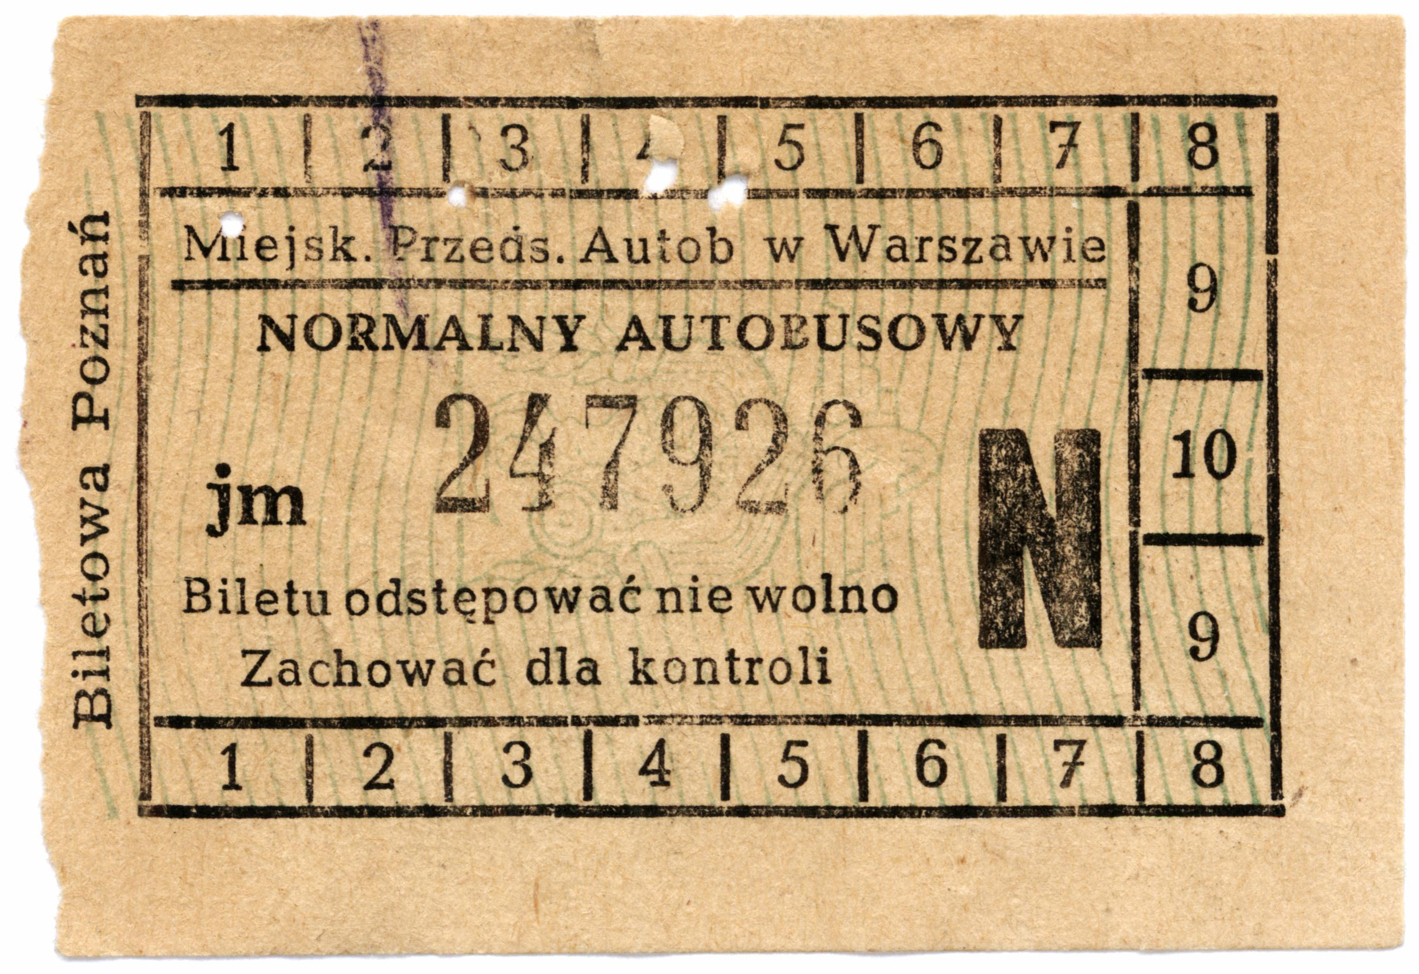 1 2 3 4 5 6 7 8
Miejsk. Przeds. Autob w Warszawie
9
NORMALNY AUTOBUSOWY
jm 247926 N
10
Biletu odstępować nie wolno
Zachować dla kontroli
9
1 2 3 4 5 6 7 8
Biletowa Poznań